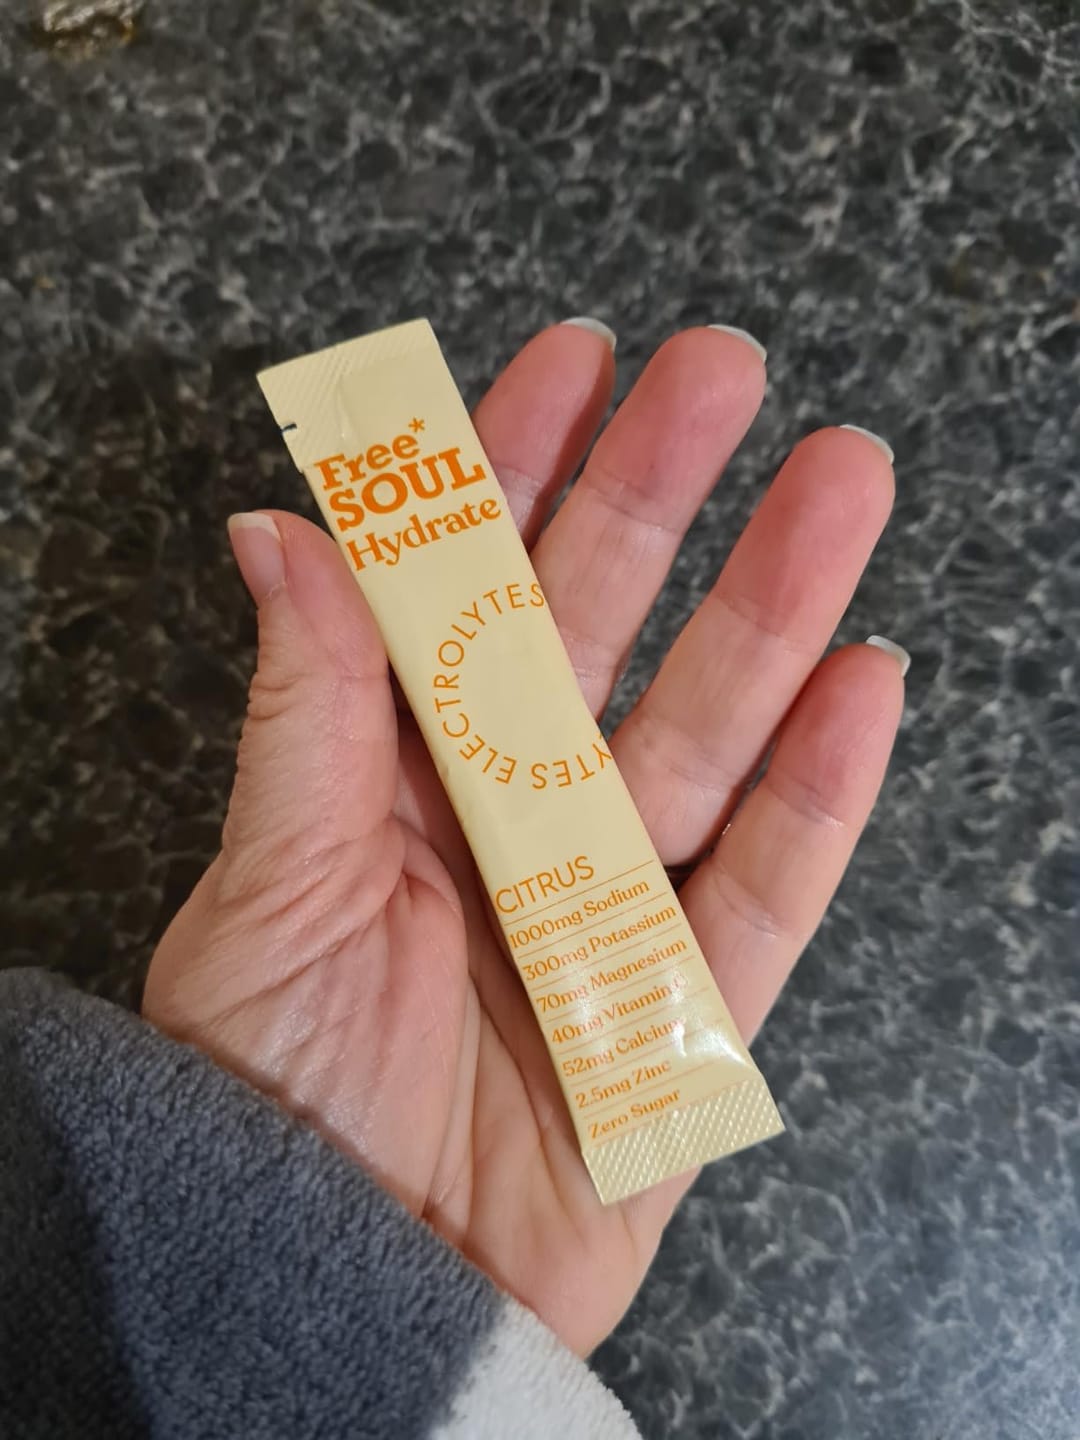 Free*
SOUL
Hydrate
ELECTROLYTES
CITRUS
1000mg Sodium
300mg Potassium
70mg Magnesium
40mg Vitamin
52mg Calcium
2.5mg Zinc
Zero Sugar